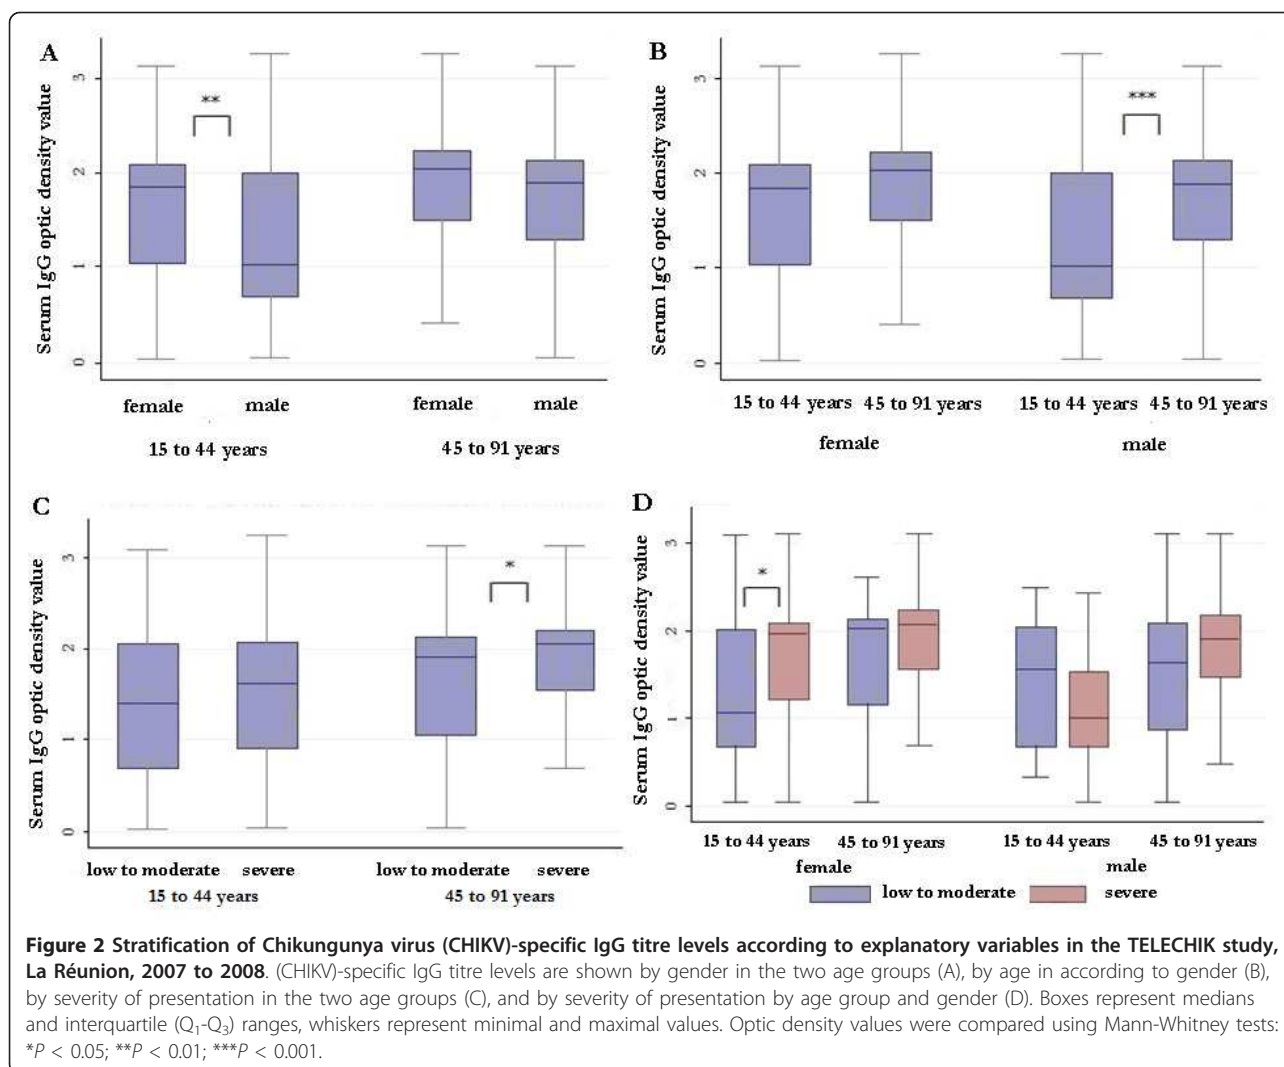 A
Serum IgG optic density value
3
2
1
0
**
female male female male
15 to 44 years 45 to 91 years
B
Serum IgG optic density value
3
2
1
0
***
15 to 44 years 45 to 91 years 15 to 44 years 45 to 91 years
female male
C
Serum IgG optic density value
3
2
1
0
*
low to moderate severe low to moderate severe
15 to 44 years 45 to 91 years
D
Serum IgG optic density value
3
2
1
0
*
15 to 44 years 45 to 91 years 15 to 44 years 45 to 91 years
female male
low to moderate severe
Figure 2 Stratification of Chikungunya virus (CHIKV)-specific IgG titre levels according to explanatory variables in the TELECHIK study,
La Réunion, 2007 to 2008. (CHIKV)-specific IgG titre levels are shown by gender in the two age groups (A), by age in according to gender (B),
by severity of presentation in the two age groups (C), and by severity of presentation by age group and gender (D). Boxes represent medians
and interquartile (Q₁-Q₃) ranges, whiskers represent minimal and maximal values. Optic density values were compared using Mann-Whitney tests:
*P < 0.05; **P < 0.01; ***P < 0.001.